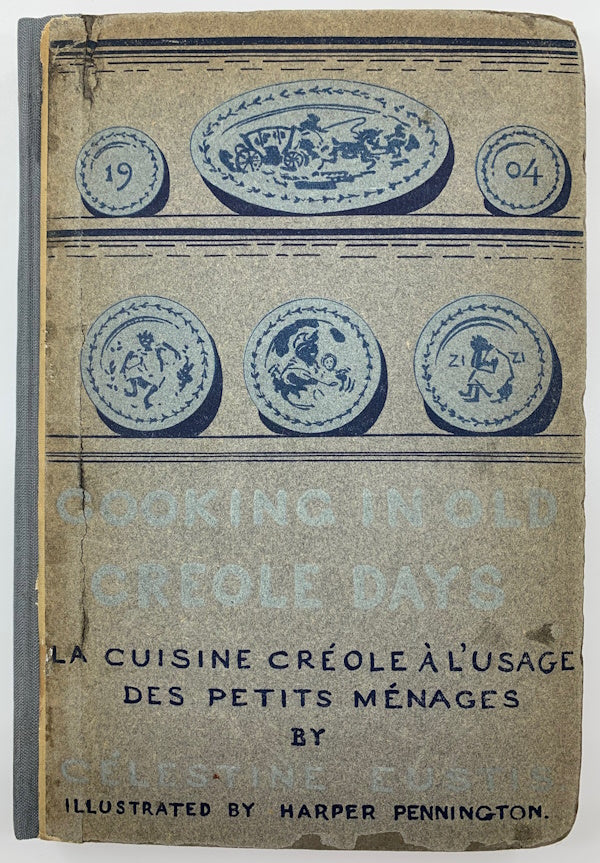 19 04
ZI ZI
COOKING IN OLD
CREOLE DAYS
LA CUISINE CRÉOLE À L'USAGE
DES PETITS MÉNAGES
BY
CÉLESTINE EUSTIS
ILLUSTRATED BY HARPER PENNINGTON.